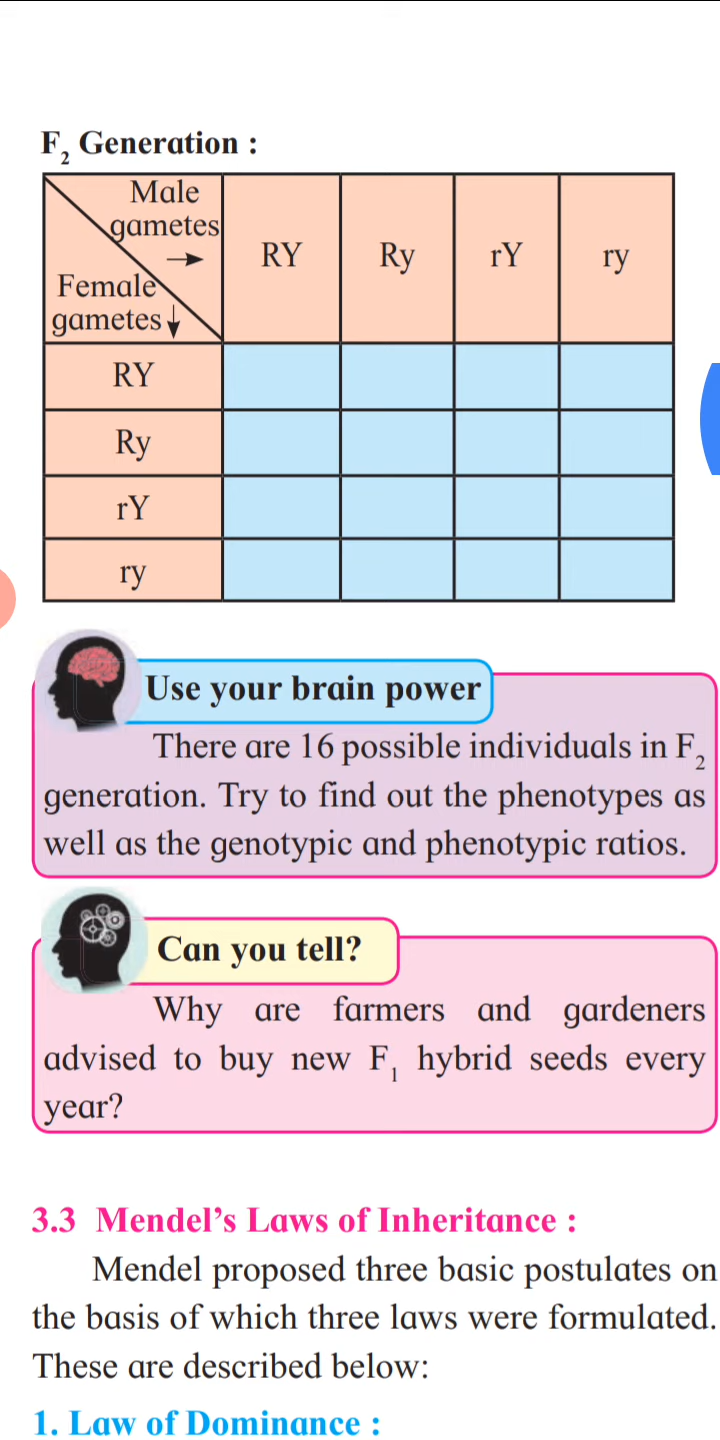 F₂ Generation :
Male
gametes
Female
gametes
RY
Ry
rY
ry
RY
Ry
rY
ry
Use your brain power
There are 16 possible individuals in F₂
generation. Try to find out the phenotypes as
well as the genotypic and phenotypic ratios.
Can you tell?
Why are farmers and gardeners
advised to buy new F₁ hybrid seeds every
year?
3.3 Mendel’s Laws of Inheritance :
Mendel proposed three basic postulates on
the basis of which three laws were formulated.
These are described below:
1. Law of Dominance :